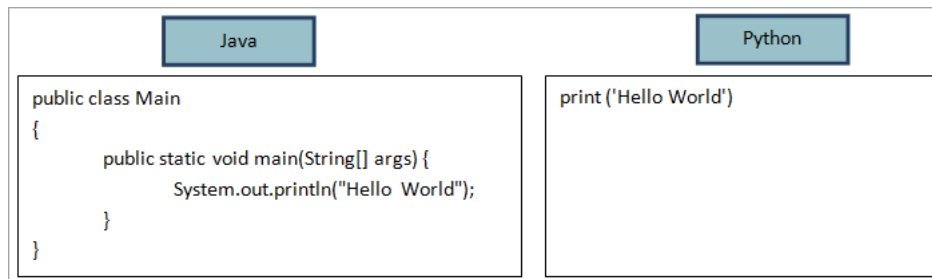 Java
public class Main
{
public static void main(String[] args) {
System.out.println("Hello  World");
}
}
Python
print ('Hello World')